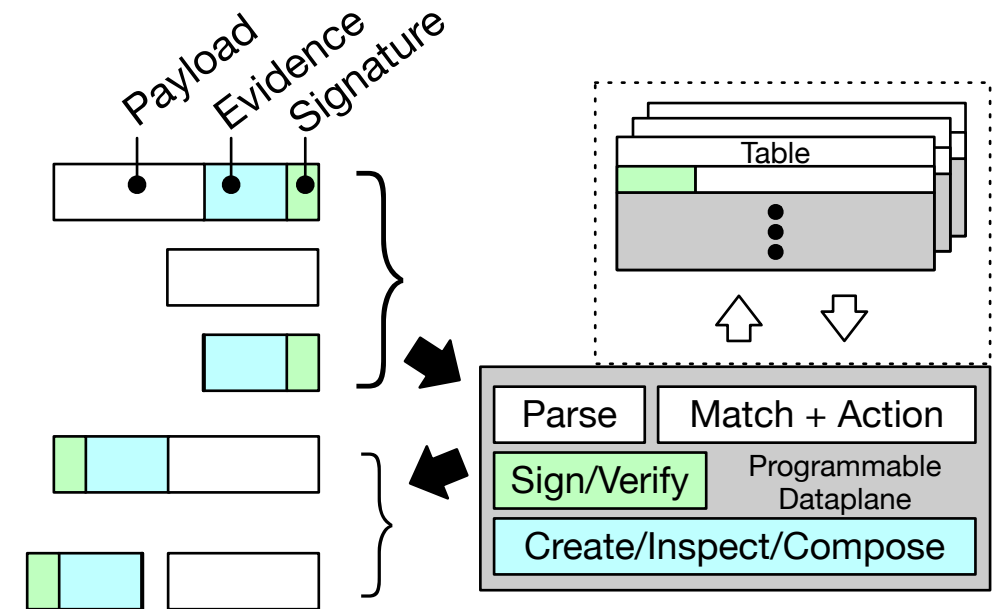 Payload
Evidence
Signature
Table
Parse
Match + Action
Sign/Verify
Programmable
Dataplane
Create/Inspect/Compose